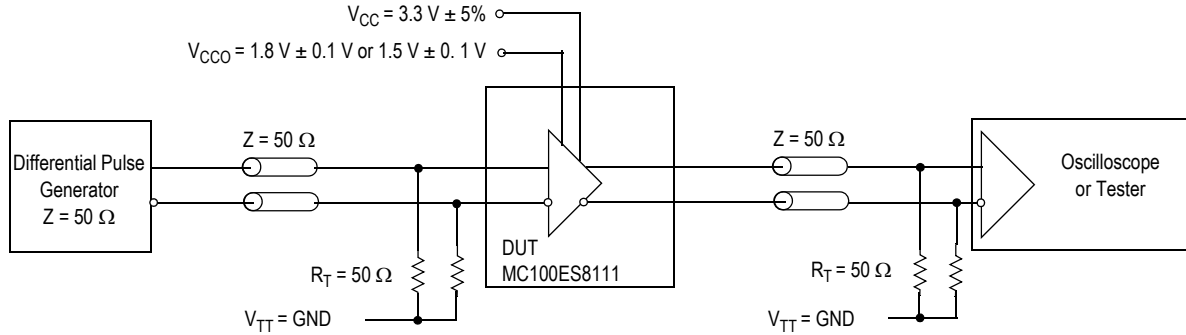 V_CC = 3.3 V ± 5%
V_CCO = 1.8 V ± 0.1 V or 1.5 V ± 0. 1 V
Differential Pulse
Generator
Z = 50 Ω
Z = 50 Ω
DUT
MC100ES8111
Z = 50 Ω
Oscilloscope
or Tester
R_T = 50 Ω
V_TT = GND
R_T = 50 Ω
V_TT = GND